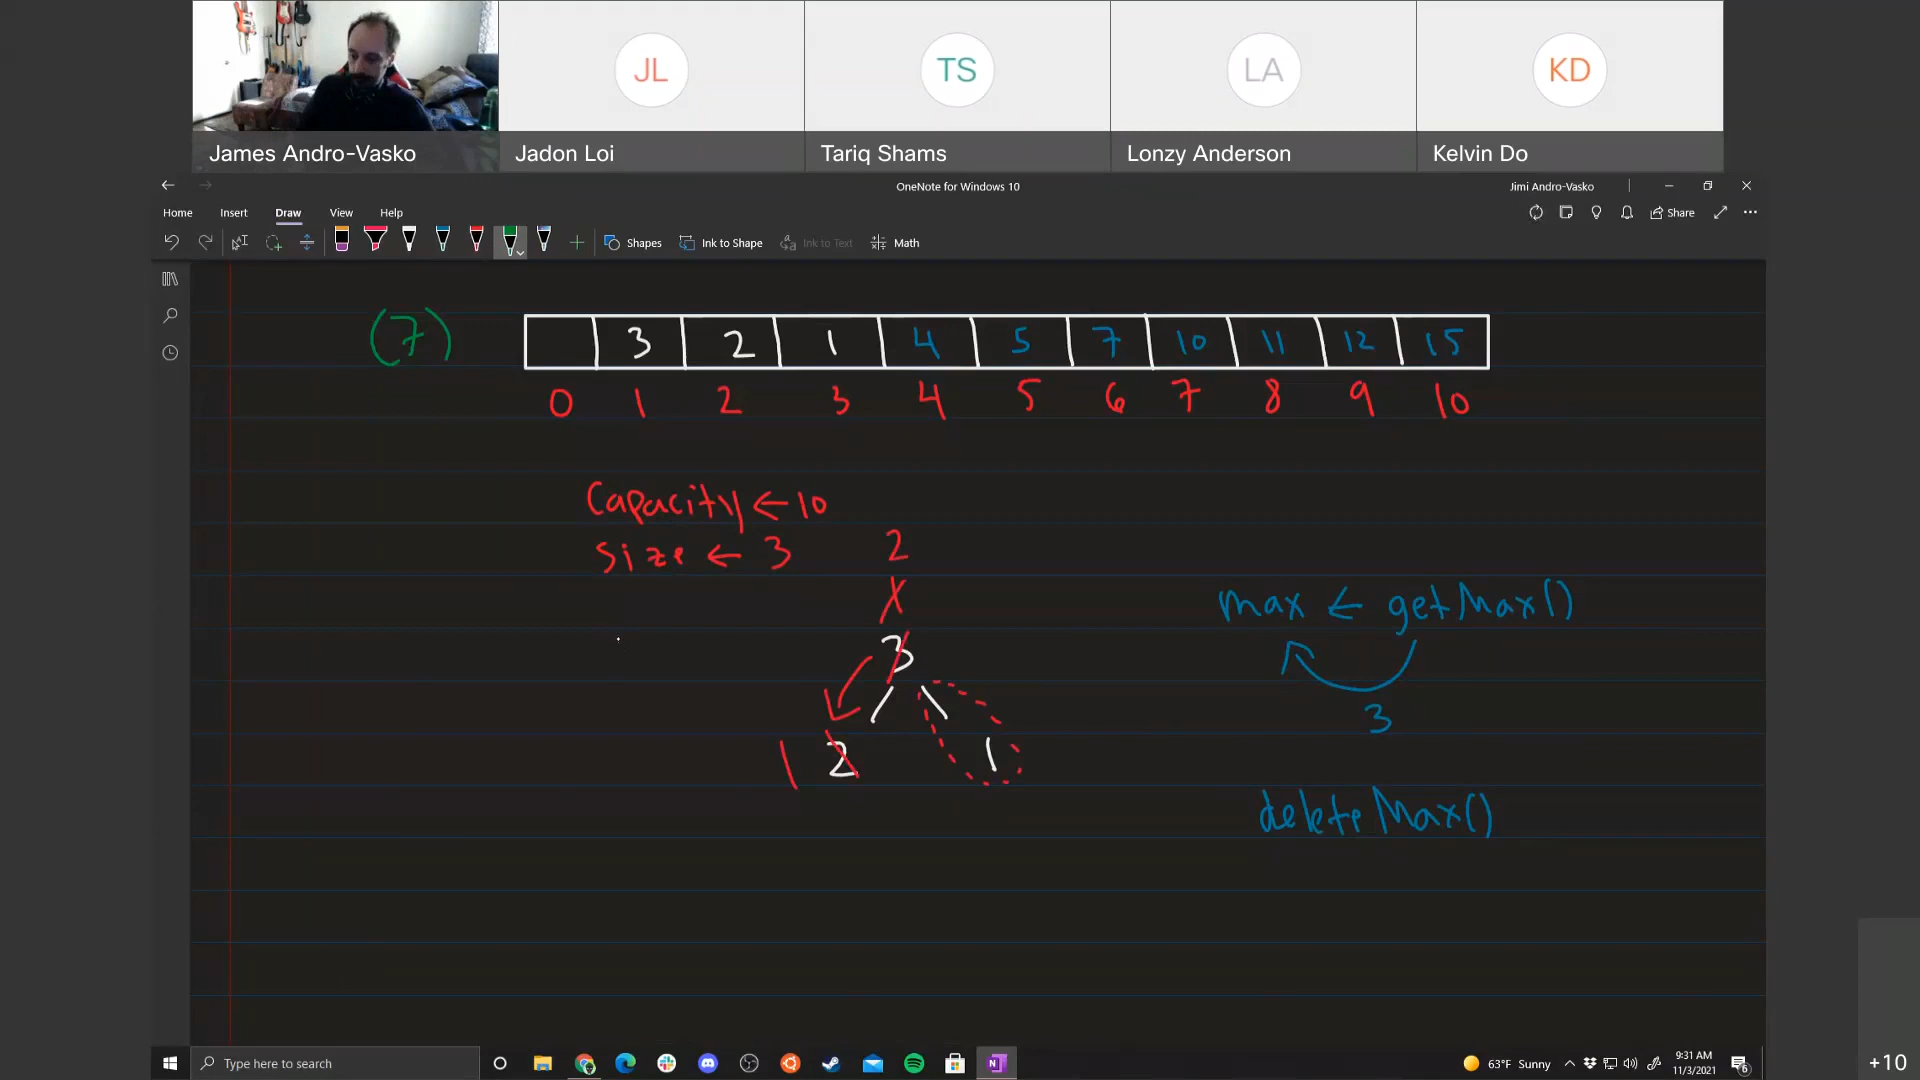 JL
TS
LA
KD
James Andro-Vasko
Jadon Loi
Tariq Shams
Lonzy Anderson
Kelvin Do
OneNote for Windows 10
Jimi Andro-Vasko
Home Insert Draw View Help
Share
Shapes Ink to Shape Ink to Text Math
(7)
3 2 1 4 5 7 10 11 12 15
0 1 2 3 4 5 6 7 8 9 10
Capacity ← 10
Size ← 3
2
1
3
1 2 1
max ← getMax()
3
deleteMax()
Type here to search
63°F Sunny
9:31 AM
11/3/2021
6
+10